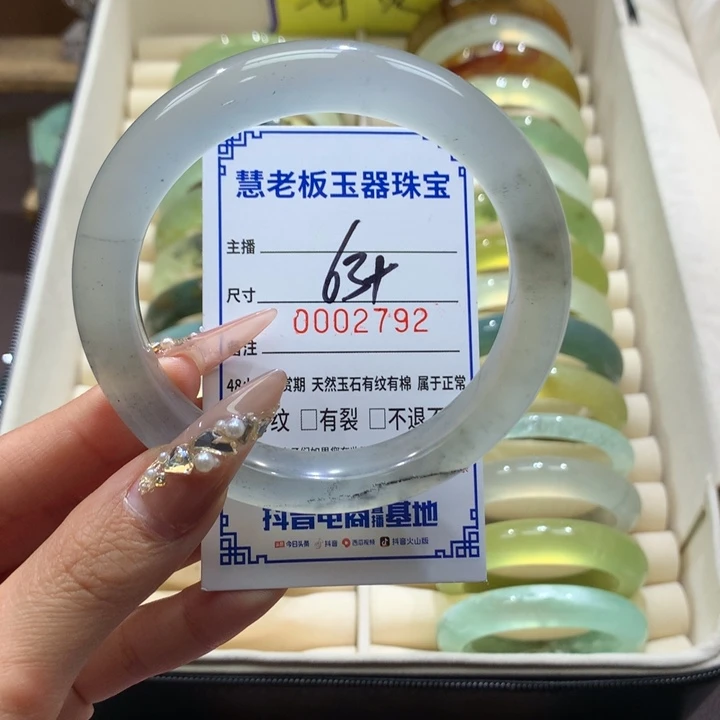 慧老板玉器珠宝
主播
63+
尺寸
0002792
备注
赏期 天然玉石有纹有棉 属于正常
纹 □有裂 □不退
抖音电商直播基地
今日头条 抖音 西瓜视频 抖音火山版